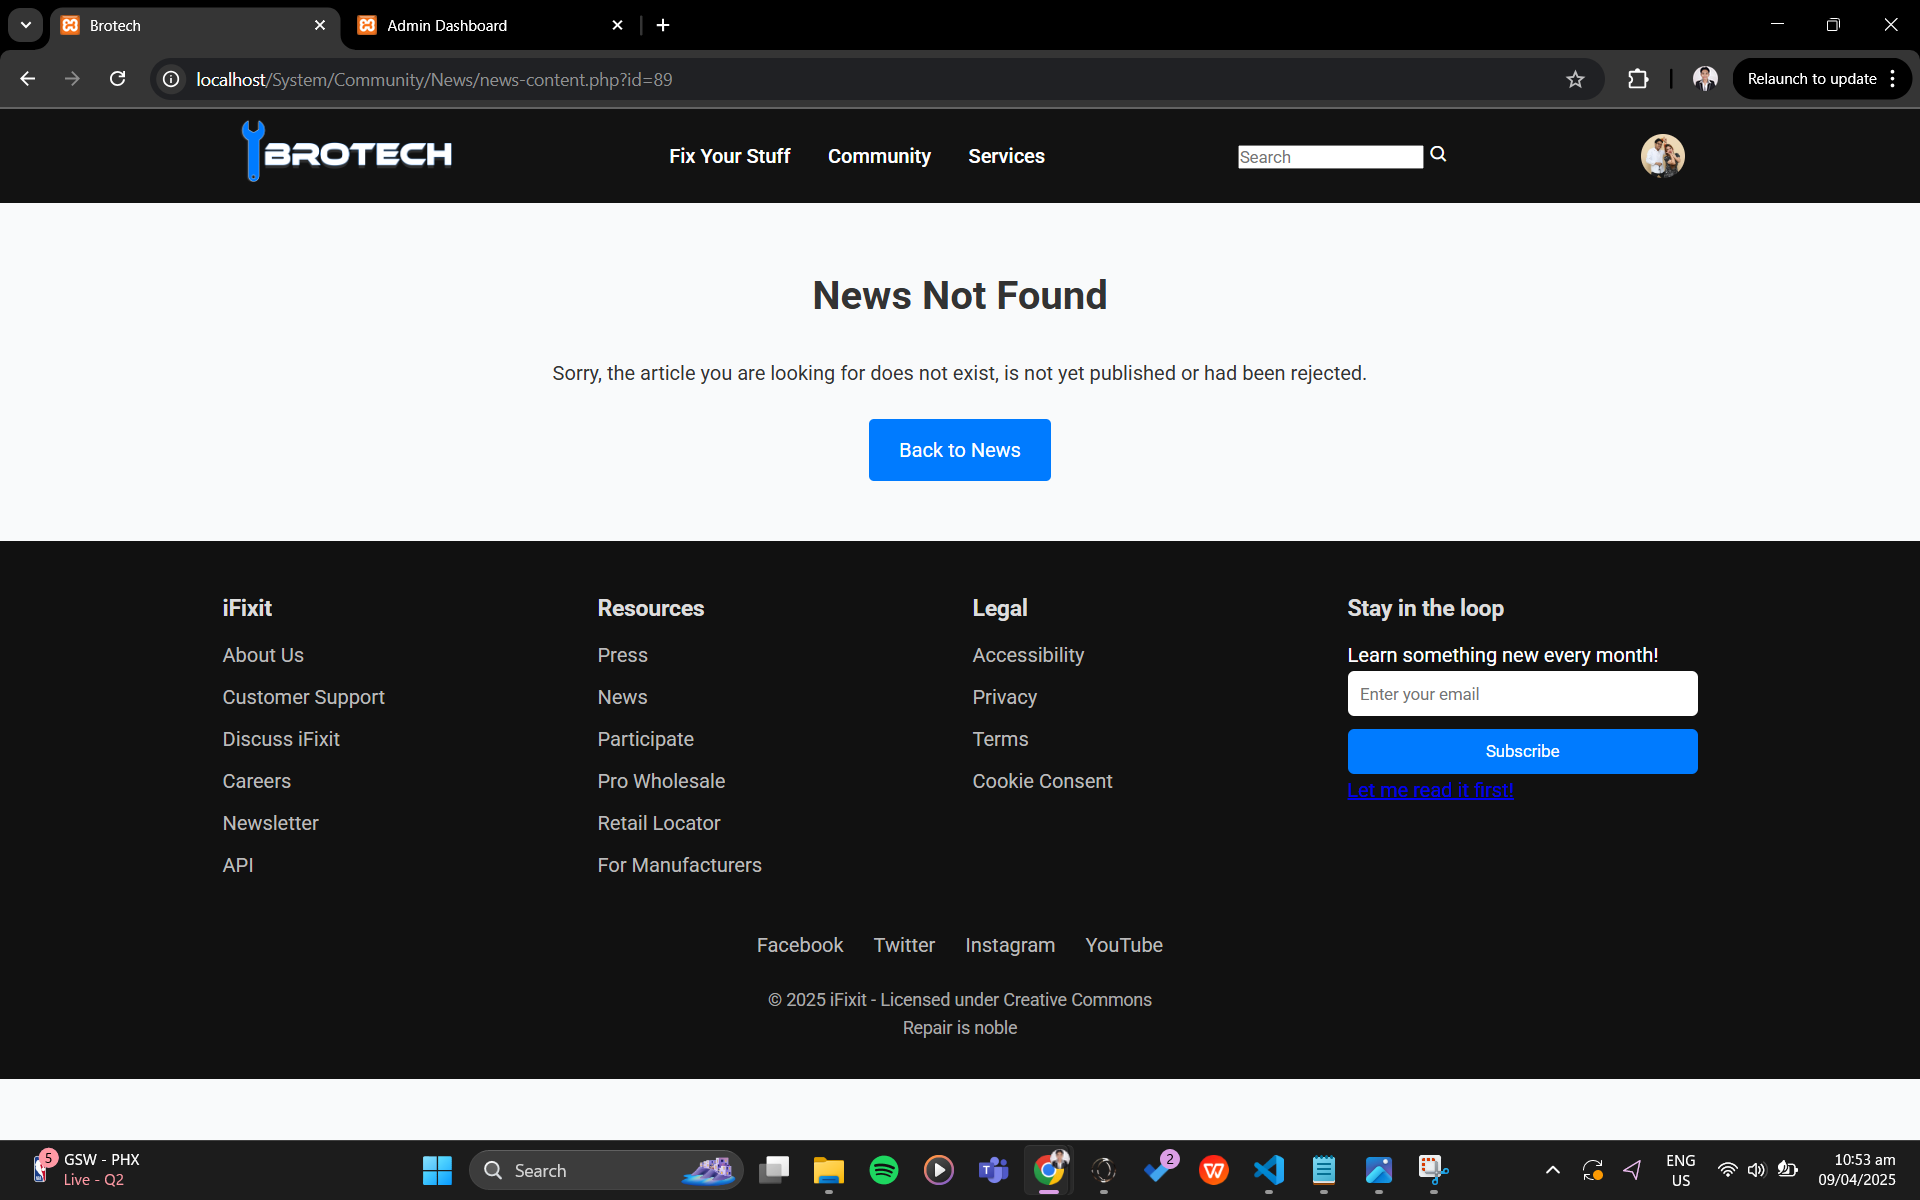 Brotech
Admin Dashboard
localhost/System/Community/News/news-content.php?id=89
Relaunch to update
BROTECH
Fix Your Stuff
Community
Services
Search
News Not Found
Sorry, the article you are looking for does not exist, is not yet published or had been rejected.
Back to News
iFixit
About Us
Customer Support
Discuss iFixit
Careers
Newsletter
API
Resources
Press
News
Participate
Pro Wholesale
Retail Locator
For Manufacturers
Legal
Accessibility
Privacy
Terms
Cookie Consent
Stay in the loop
Learn something new every month!
Enter your email
Subscribe
Let me read it first!
Facebook Twitter Instagram YouTube
© 2025 iFixit - Licensed under Creative Commons
Repair is noble
5
GSW - PHX
Live - Q2
Search
2
ENG
US
10:53 am
09/04/2025